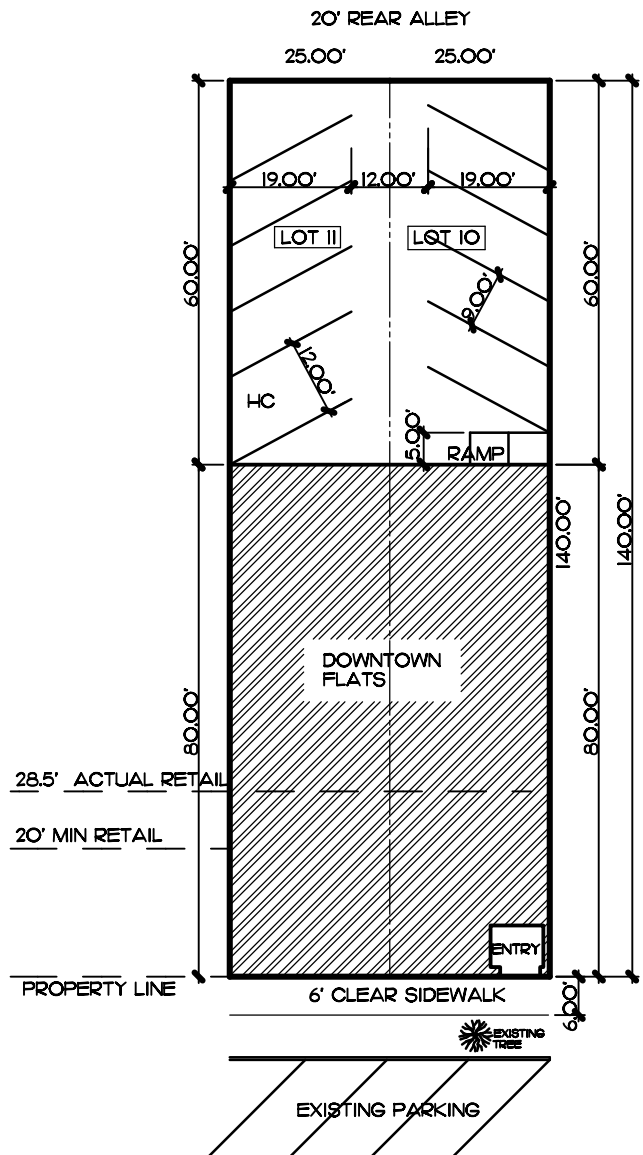 20' REAR ALLEY
25.00' 25.00'
19.00' 12.00' 19.00'
LOT 11 LOT 10
60.00' 60.00'
9.00'
12.00'
HC
5.00'
RAMP
140.00' 140.00'
DOWNTOWN
FLATS
80.00' 80.00'
28.5' ACTUAL RETAIL
20' MIN RETAIL
ENTRY
PROPERTY LINE
6' CLEAR SIDEWALK
6.00'
EXISTING
TREE
EXISTING PARKING